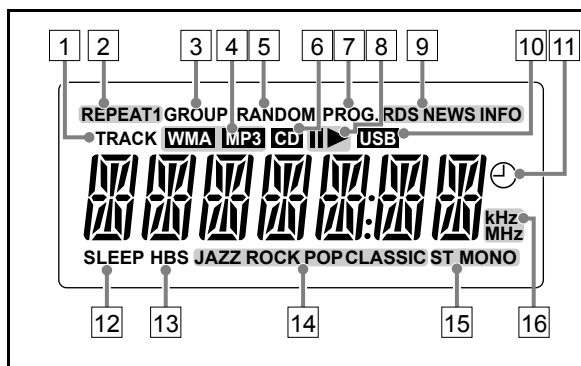 1 2 3 4 5 6 7 8 9 10 11
REPEAT1 GROUP RANDOM PROG. RDS NEWS INFO
TRACK WMA MP3 CD USB
kHz
MHz
SLEEP HBS JAZZ ROCK POP CLASSIC ST MONO
12 13 14 15 16